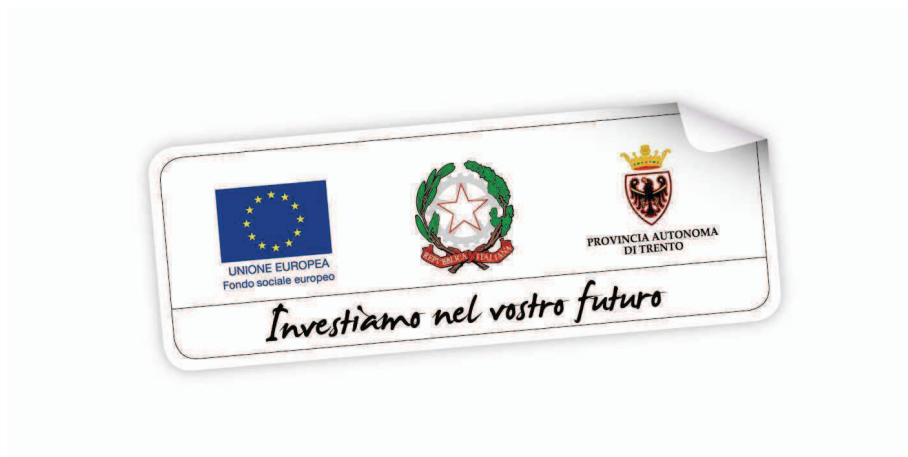 UNIONE EUROPEA
Fondo sociale europeo
REPUBBLICA ITALIANA
PROVINCIA AUTONOMA
DI TRENTO
Investiamo nel vostro futuro